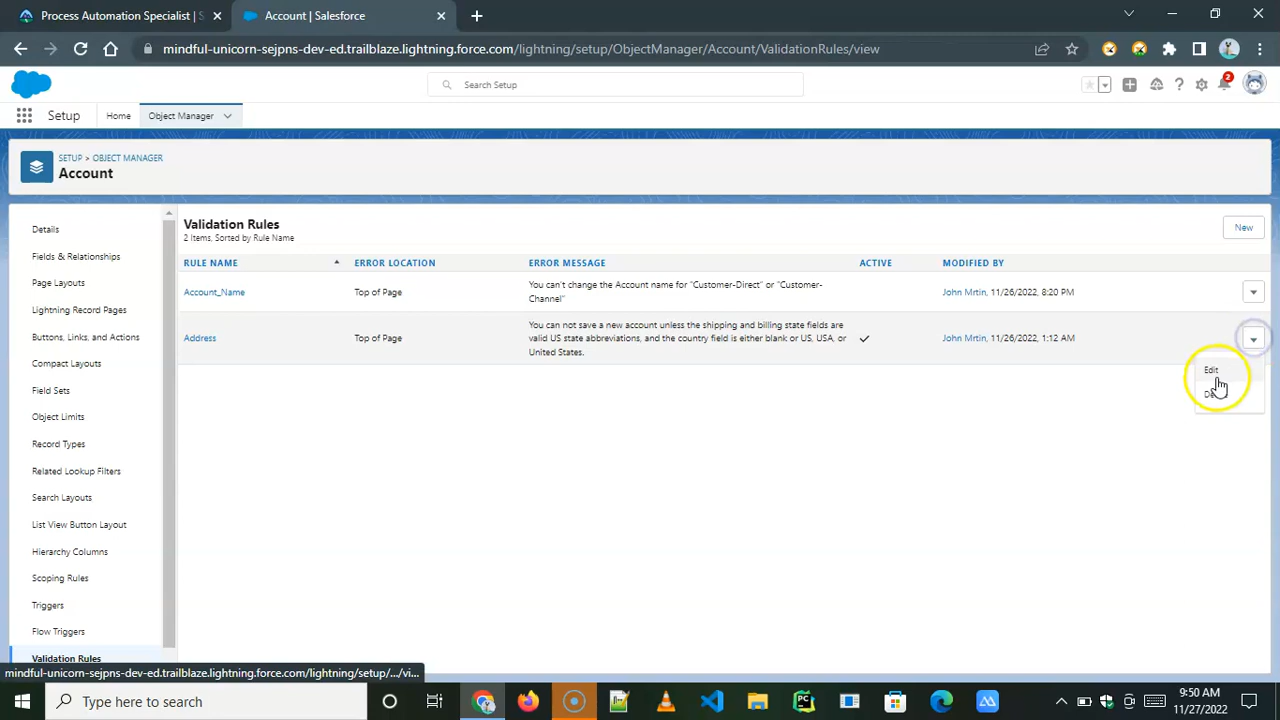 Process Automation Specialist | S
Account | Salesforce
mindful-unicorn-sejpns-dev-ed.trailblaze.lightning.force.com/lightning/setup/ObjectManager/Account/ValidationRules/view
Search Setup
2
Setup
Home
Object Manager
SETUP > OBJECT MANAGER
Account
Details
Fields & Relationships
Page Layouts
Lightning Record Pages
Buttons, Links, and Actions
Compact Layouts
Field Sets
Object Limits
Record Types
Related Lookup Filters
Search Layouts
List View Button Layout
Hierarchy Columns
Scoping Rules
Triggers
Flow Triggers
Validation Rules
Validation Rules
2 Items, Sorted by Rule Name
New
RULE NAME
ERROR LOCATION
ERROR MESSAGE
ACTIVE
MODIFIED BY
Account_Name
Top of Page
You can't change the Account name for "Customer-Direct" or "Customer-
Channel"
John Mrtin, 11/26/2022, 8:20 PM
Address
Top of Page
You can not save a new account unless the shipping and billing state fields are
valid US state abbreviations, and the country field is either blank or US, USA, or
United States.
John Mrtin, 11/26/2022, 1:12 AM
Edit
mindful-unicorn-sejpns-dev-ed.trailblaze.lightning.force.com/lightning/setup/.../vi...
Type here to search
9:50 AM
11/27/2022